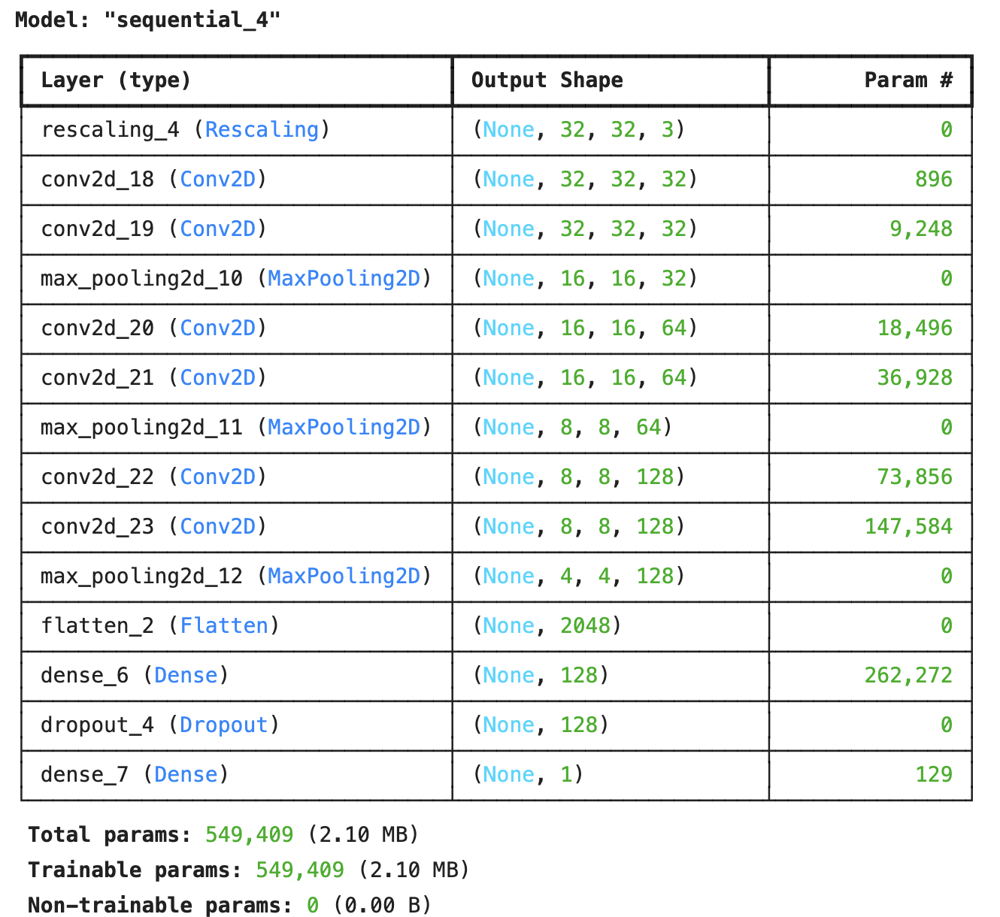 Model: "sequential_4"
Layer (type) Output Shape Param #
rescaling_4 (Rescaling) (None, 32, 32, 3) 0
conv2d_18 (Conv2D) (None, 32, 32, 32) 896
conv2d_19 (Conv2D) (None, 32, 32, 32) 9,248
max_pooling2d_10 (MaxPooling2D) (None, 16, 16, 32) 0
conv2d_20 (Conv2D) (None, 16, 16, 64) 18,496
conv2d_21 (Conv2D) (None, 16, 16, 64) 36,928
max_pooling2d_11 (MaxPooling2D) (None, 8, 8, 64) 0
conv2d_22 (Conv2D) (None, 8, 8, 128) 73,856
conv2d_23 (Conv2D) (None, 8, 8, 128) 147,584
max_pooling2d_12 (MaxPooling2D) (None, 4, 4, 128) 0
flatten_2 (Flatten) (None, 2048) 0
dense_6 (Dense) (None, 128) 262,272
dropout_4 (Dropout) (None, 128) 0
dense_7 (Dense) (None, 1) 129
Total params: 549,409 (2.10 MB)
Trainable params: 549,409 (2.10 MB)
Non-trainable params: 0 (0.00 B)